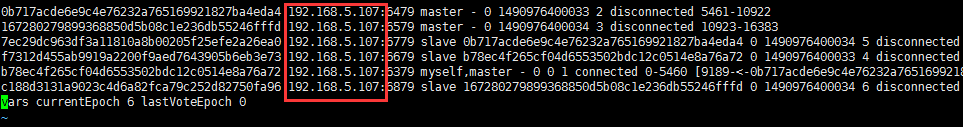 0b717acde6e9c4e76232a765169921827ba4eda4 192.168.5.107:6479 master - 0 1490976400033 2 disconnected 5461-10922
167280279899368850d5b08c1e236db55246fffd 192.168.5.107:6579 master - 0 1490976400034 3 disconnected 10923-16383
7ec29dc963df3a11810a8b00205f25efe2a26ea0 192.168.5.107:6779 slave 0b717acde6e9c4e76232a765169921827ba4eda4 0 1490976400034 5 disconnected
f7312d455ab9919a2200f9aed7643905b6eb3e73 192.168.5.107:6679 slave b78ec4f265cf04d6553502bdc12c0514e8a76a72 0 1490976400033 4 disconnected
b78ec4f265cf04d6553502bdc12c0514e8a76a72 192.168.5.107:6379 myself,master - 0 0 1 connected 0-5460 [9189-<-0b717acde6e9c4e76232a7651699218
c188d3131a9023c4d6a82fca79c252d82750fa96 192.168.5.107:6879 slave 167280279899368850d5b08c1e236db55246fffd 0 1490976400034 6 disconnected
vars currentEpoch 6 lastVoteEpoch 0
~